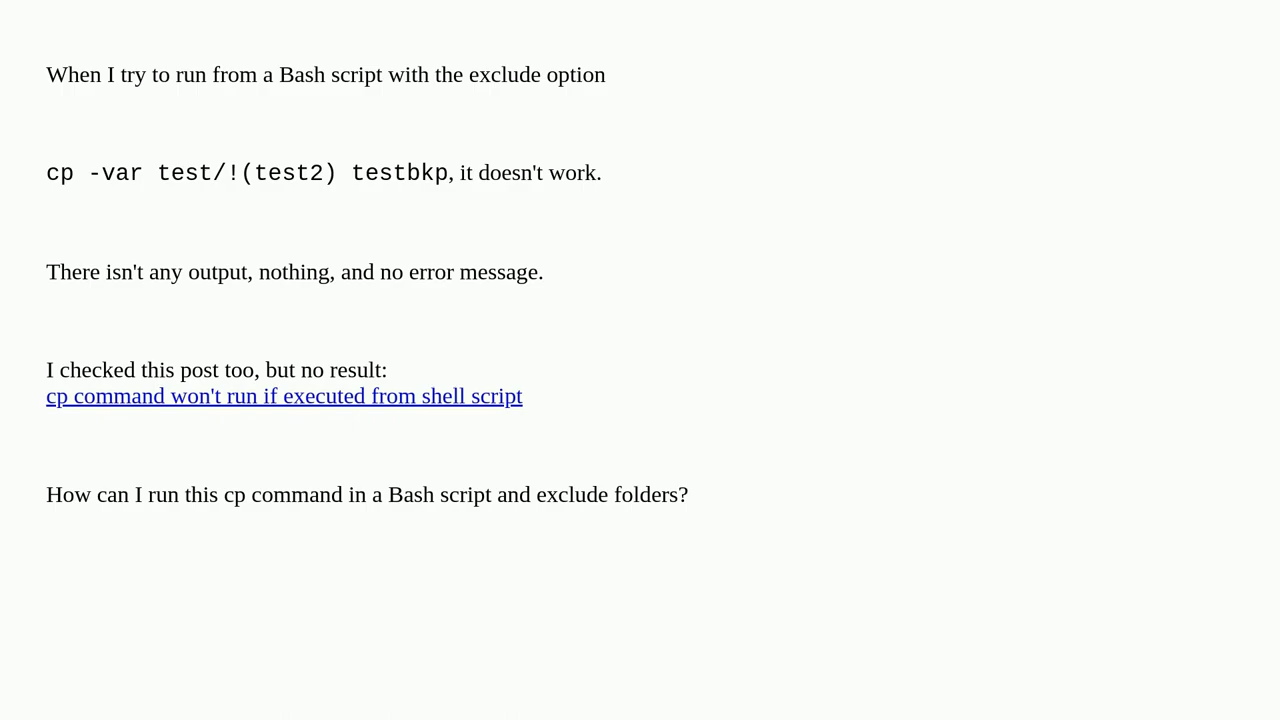 When I try to run from a Bash script with the exclude option
cp -var test/!(test2) testbkp, it doesn't work.
There isn't any output, nothing, and no error message.
I checked this post too, but no result:
cp command won't run if executed from shell script
How can I run this cp command in a Bash script and exclude folders?